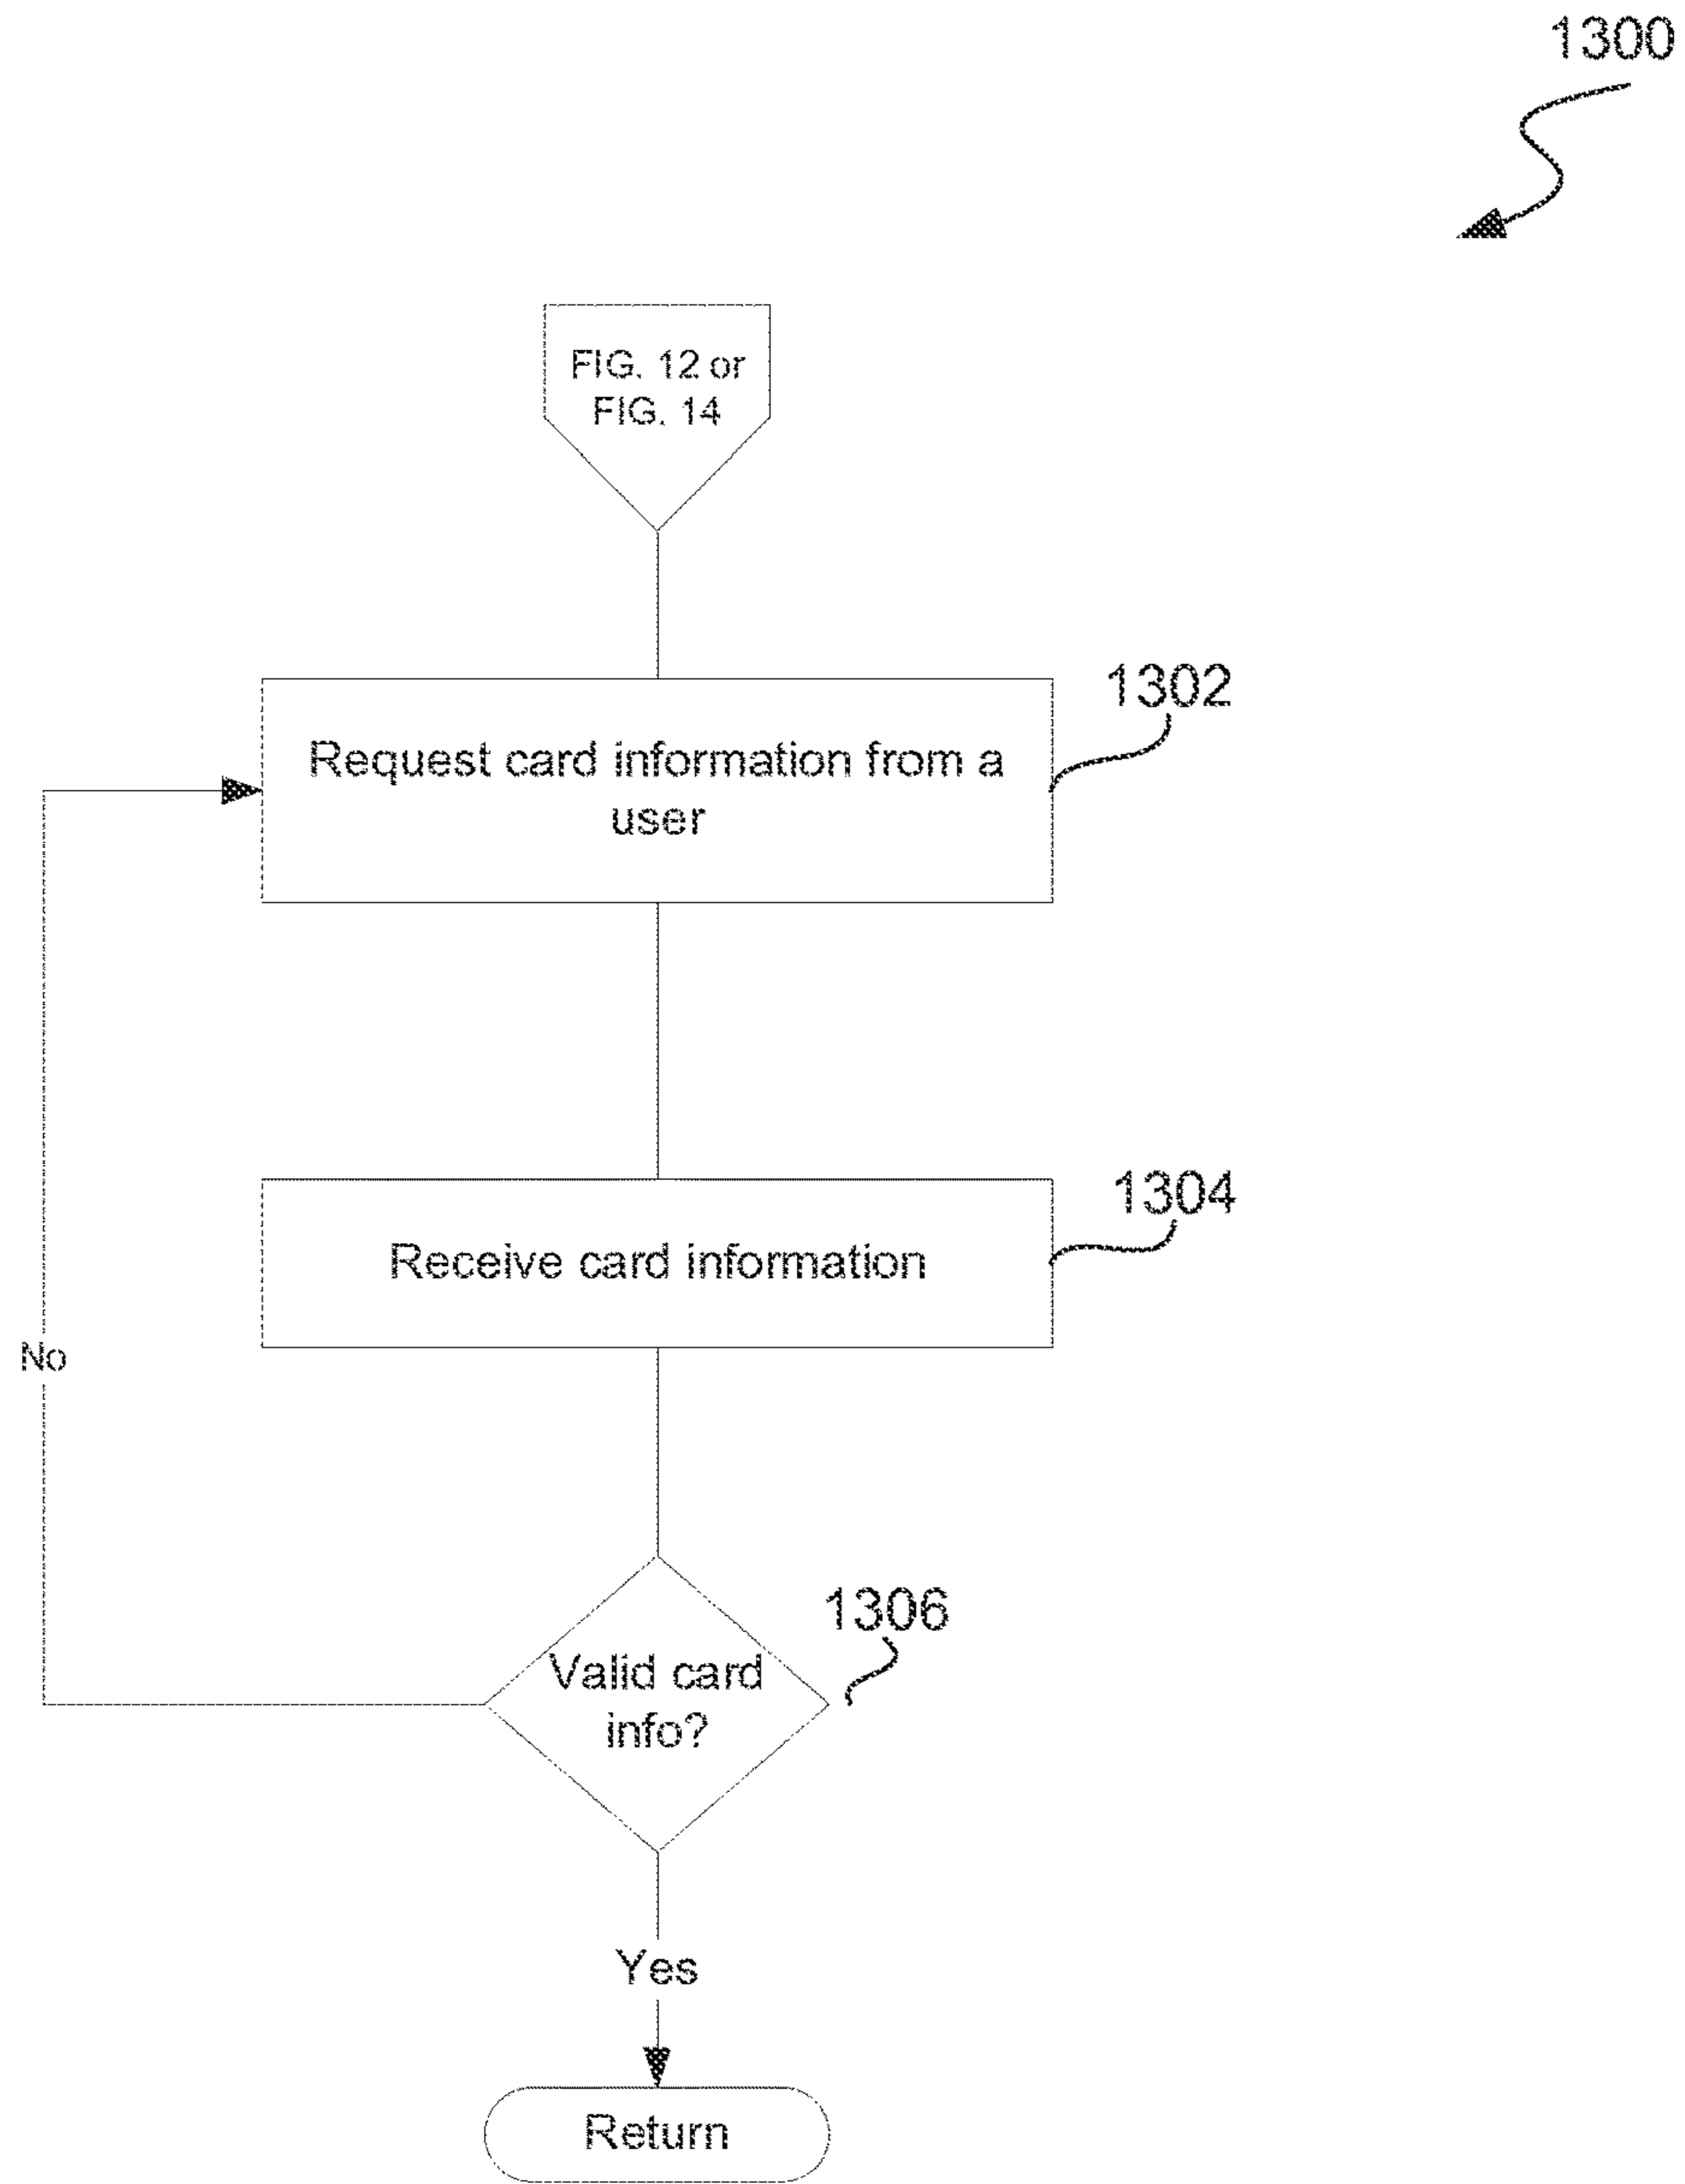 1300
FIG. 12 or
FIG. 14
Request card information from a
user
1302
Receive card information
1304
No
Valid card
info?
1306
Yes
Return